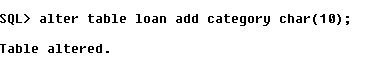 SQL> alter table loan add category char(10);
Table altered.